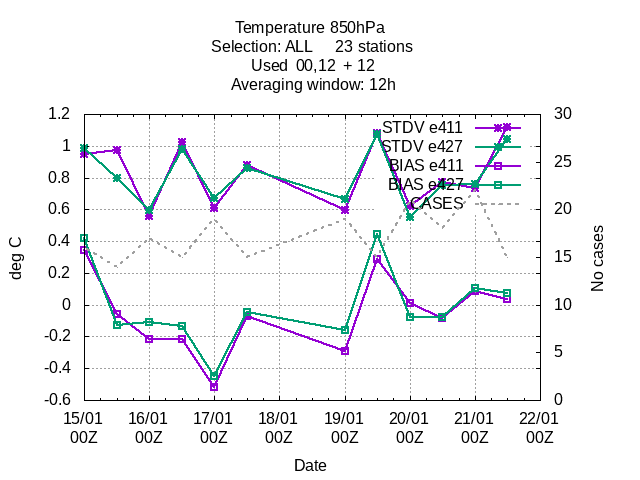 Temperature 850hPa
Selection: ALL 23 stations
Used 00,12 + 12
Averaging window: 12h
STDV e411
STDV e427
BIAS e411
BIAS e427
CASES
1.2
1
0.8
0.6
0.4
0.2
0
-0.2
-0.4
-0.6
deg C
30
25
20
15
10
5
0
No cases
15/01 16/01 17/01 18/01 19/01 20/01 21/01 22/01
00Z 00Z 00Z 00Z 00Z 00Z 00Z 00Z
Date